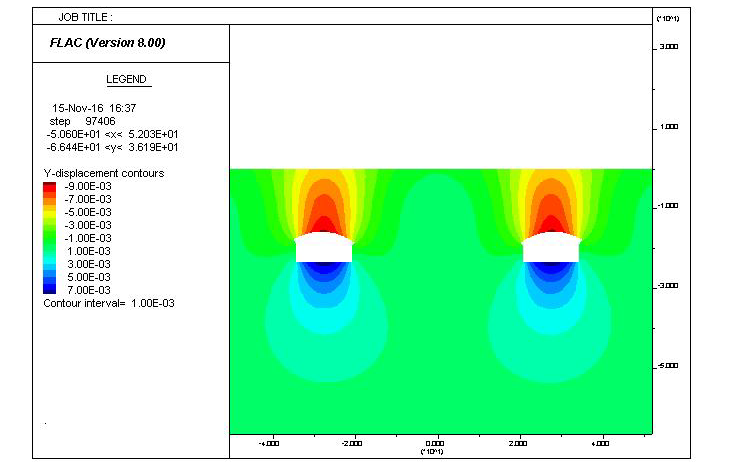 JOB TITLE :
FLAC (Version 8.00)
LEGEND
15-Nov-16 16:37
step 97406
-5.060E+01 <x< 5.203E+01
-6.644E+01 <y< 3.619E+01
Y-displacement contours
-9.00E-03
-7.00E-03
-5.00E-03
-3.00E-03
-1.00E-03
1.00E-03
3.00E-03
5.00E-03
7.00E-03
Contour interval= 1.00E-03
(*10^1)
3.000
1.000
-1.000
-3.000
-5.000
-4.000 -2.000 0.000 2.000 4.000
(*10^1)